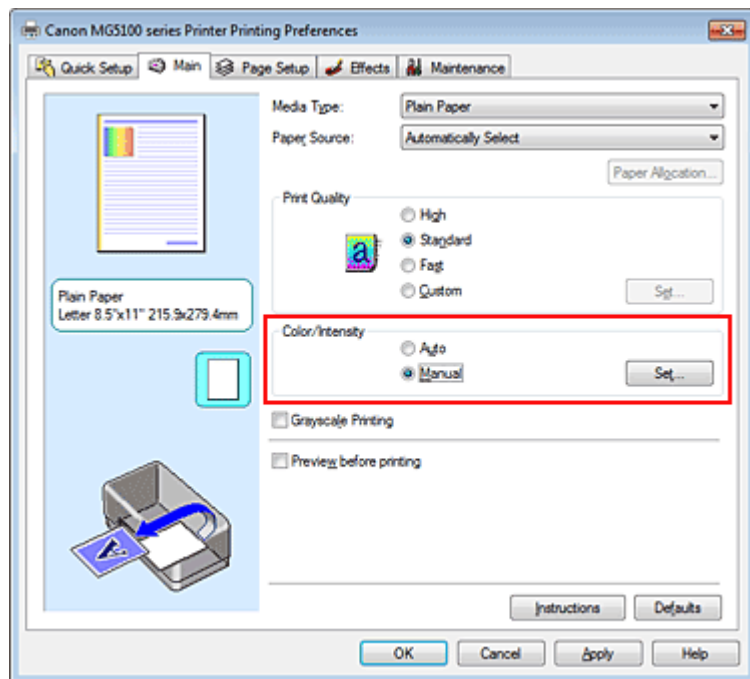 Canon MG5100 series Printer Printing Preferences
Quick Setup Main Page Setup Effects Maintenance
Media Type: Plain Paper
Paper Source: Automatically Select
Paper Allocation...
Print Quality
High
a Standard
Fast
Custom Set...
Plain Paper
Letter 8.5"x11" 215.9x279.4mm
Color/Intensity
Auto
Manual Set...
Grayscale Printing
Preview before printing
A
Instructions Defaults
OK Cancel Apply Help